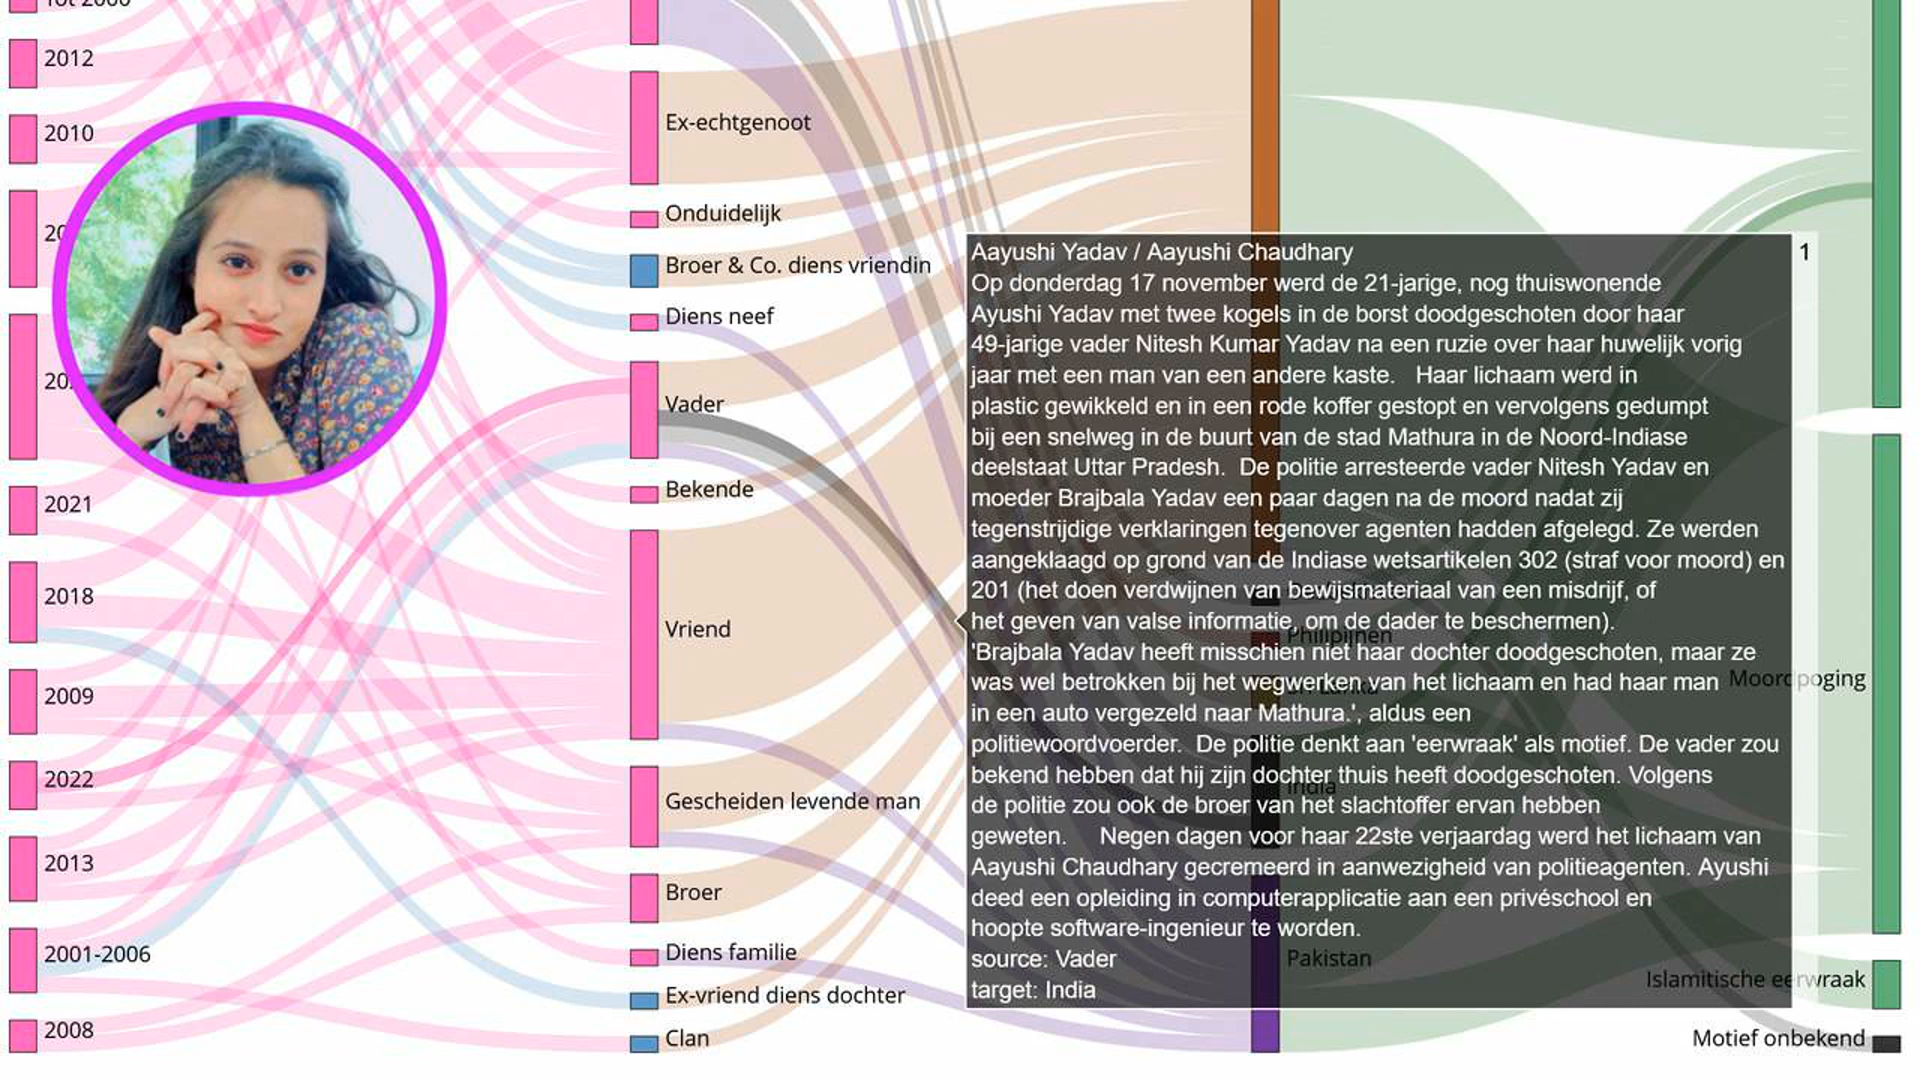 2012
2010
2021
2018
2009
2022
2013
2001-2006
2008
Ex-echtgenoot
Onduidelijk
Broer & Co. diens vriendin
Diens neef
Vader
Bekende
Vriend
Gescheiden levende man
Broer
Diens familie
Ex-vriend diens dochter
Clan
Aayushi Yadav / Aayushi Chaudhary
Op donderdag 17 november werd de 21-jarige, nog thuiswonende
Ayushi Yadav met twee kogels in de borst doodgeschoten door haar
49-jarige vader Nitesh Kumar Yadav na een ruzie over haar huwelijk vorig
jaar met een man van een andere kaste. Haar lichaam werd in
plastic gewikkeld en in een rode koffer gestopt en vervolgens gedumpt
bij een snelweg in de buurt van de stad Mathura in de Noord-Indiase
deelstaat Uttar Pradesh. De politie arresteerde vader Nitesh Yadav en
moeder Brajbala Yadav een paar dagen na de moord nadat zij
tegenstrijdige verklaringen tegenover agenten hadden afgelegd. Ze werden
aangeklaagd op grond van de Indiase wetsartikelen 302 (straf voor moord) en
201 (het doen verdwijnen van bewijsmateriaal van een misdrijf, of
het geven van valse informatie, om de dader te beschermen).
'Brajbala Yadav heeft misschien niet haar dochter doodgeschoten, maar ze
was wel betrokken bij het wegwerken van het lichaam en had haar man
in een auto vergezeld naar Mathura.', aldus een
politiewoordvoerder. De politie denkt aan 'eerwraak' als motief. De vader zou
bekend hebben dat hij zijn dochter thuis heeft doodgeschoten. Volgens
de politie zou ook de broer van het slachtoffer ervan hebben
geweten. Negen dagen voor haar 22ste verjaardag werd het lichaam van
Aayushi Chaudhary gecremeerd in aanwezigheid van politieagenten. Ayushi
deed een opleiding in computerapplicatie aan een privéschool en
hoopte software-ingenieur te worden.
source: Vader
target: India
1
Philipijnen
India
Pakistan
Moordpoging
Islamitische eerwraak
Motief onbekend